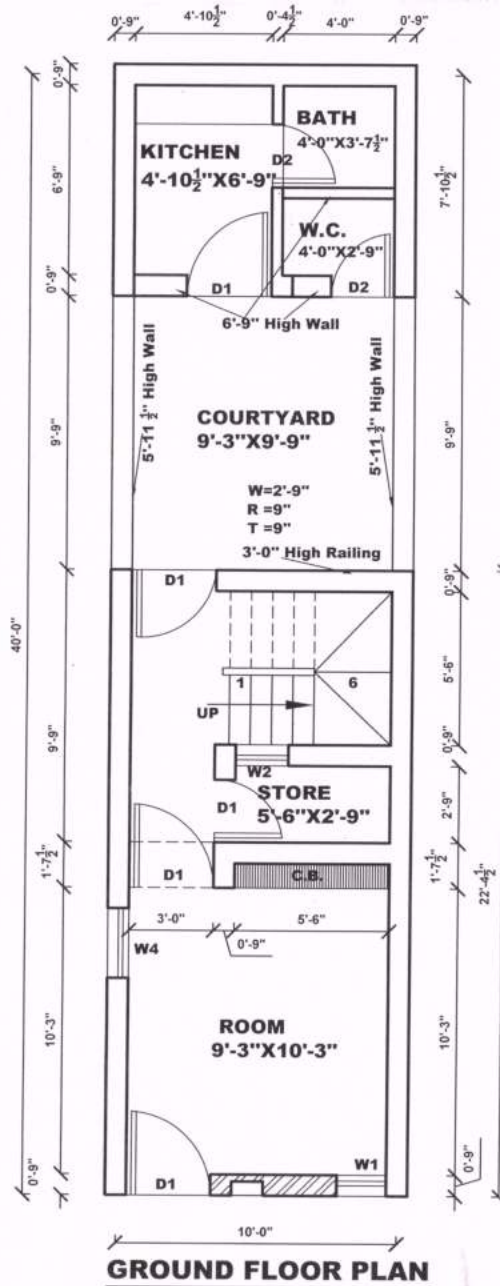 0'-9" 4'-10½" 0'-4½" 4'-0" 0'-9"
0'-9"
6'-9"
0'-9"
9'-9"
40'-0"
9'-9"
1'-7½"
10'-3"
0'-9"
KITCHEN
4'-10½"X6'-9"
BATH
4'-0"X3'-7½"
D2
W.C.
4'-0"X2'-9"
D1
D2
7'-10½"
6'-9" High Wall
5'-11 ½" High Wall
5'-11 ½" High Wall
COURTYARD
9'-3"X9'-9"
W=2'-9"
R =9"
T =9"
3'-0" High Railing
9'-9"
D1
0'-9"
1
6
UP
5'-6"
0'-9"
W2
STORE
D1
5'-6"X2'-9"
2'-9"
D1
C.B.
1'-7½"
22'-4½"
3'-0"
5'-6"
0'-9"
W4
ROOM
9'-3"X10'-3"
10'-3"
W1
D1
0'-9"
10'-0"
GROUND FLOOR PLAN